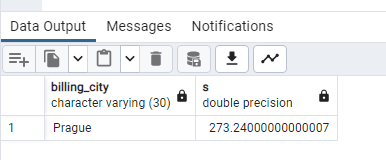 Data Output Messages Notifications
billing_city s
character varying (30) double precision
1 Prague 273.24000000000007